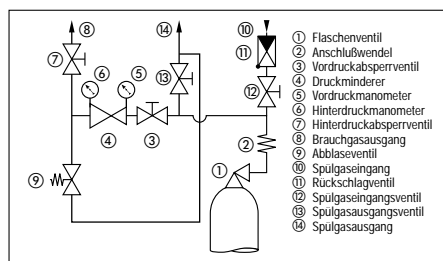 ⑧
⑦
⑥
⑤
⑭
⑬
⑩
⑪
⑫
④
③
②
⑨
①
① Flaschenventil
② Anschlußwendel
③ Vordruckabsperrventil
④ Druckminderer
⑤ Vordruckmanometer
⑥ Hinterdruckmanometer
⑦ Hinterdruckabsperrventil
⑧ Brauchgasausgang
⑨ Abblaseventil
⑩ Spülgaseingang
⑪ Rückschlagventil
⑫ Spülgaseingangsventil
⑬ Spülgasausgangsventil
⑭ Spülgasausgang